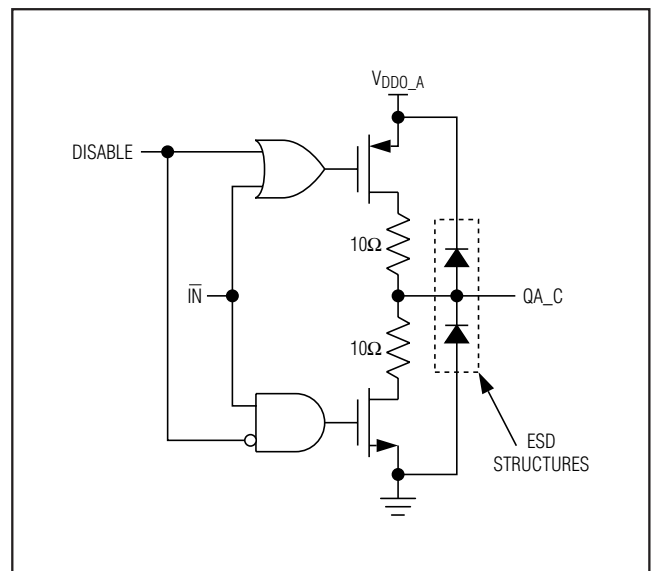 VDDO_A
DISABLE
10Ω
IN
QA_C
10Ω
ESD
STRUCTURES